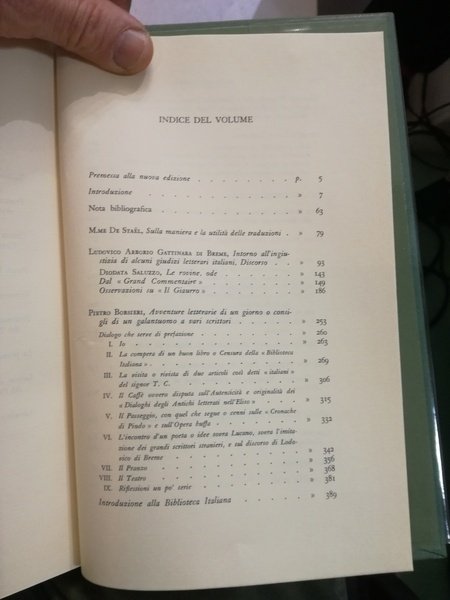 INDICE DEL VOLUME
Premessa alla nuova edizione . . . . . . p. 5
Introduzione . . . . . . . . » 7
Nota bibliografica . . . . . . . . » 63
M.ME DE STAËL, Sulla maniera e la utilità delle traduzioni . » 79
LUDOVICO ARBORIO GATTINARA DI BREME, Intorno all'ingiu-
stizia di alcuni giudizi letterari italiani, Discorso . . » 93
DIODATA SALUZZO, Le rovine. ode . . . . . » 143
Dal « Grand Commentaire » . . . . . . » 149
Osservazioni su « Il Giaurro » . . . . . . » 186
PIETRO BORSIERI, Avventure letterarie di un giorno o consi-
gli di un galantuomo a vari scrittori . . . . » 253
Dialogo che serve di prefazione . . . . . . » 260
I. Io . . . . . . . . . » 263
II. La compera di un buon libro o Censura della « Biblioteca
Italiana » . . . . . . . . » 269
III. La visita o rivista di due articoli così detti « italiani »
del signor T. C. . . . . . . . » 306
IV. Il Caffè ovvero disputa sull'Autenticità e originalità dei
« Dialoghi degli Antichi letterati nell'Eliso » . . . » 315
V. Il Passeggio, con quel che segue o cenni sulle « Cronache
di Pindo » e sull'Opera buffa . . . . . » 332
VI. L'incontro d'un poeta o idee sovra Lucano, sovra l'imita-
zione dei grandi scrittori stranieri, e sul discorso di Lodo-
vico di Breme . . . . . . . » 342
VII. Il Pranzo . . . . . . . . » 356
VIII. Il Teatro . . . . . . . . » 368
IX. Riflessioni un po' serie . . . . . . » 381
Introduzione alla Biblioteca Italiana . . . . . » 389